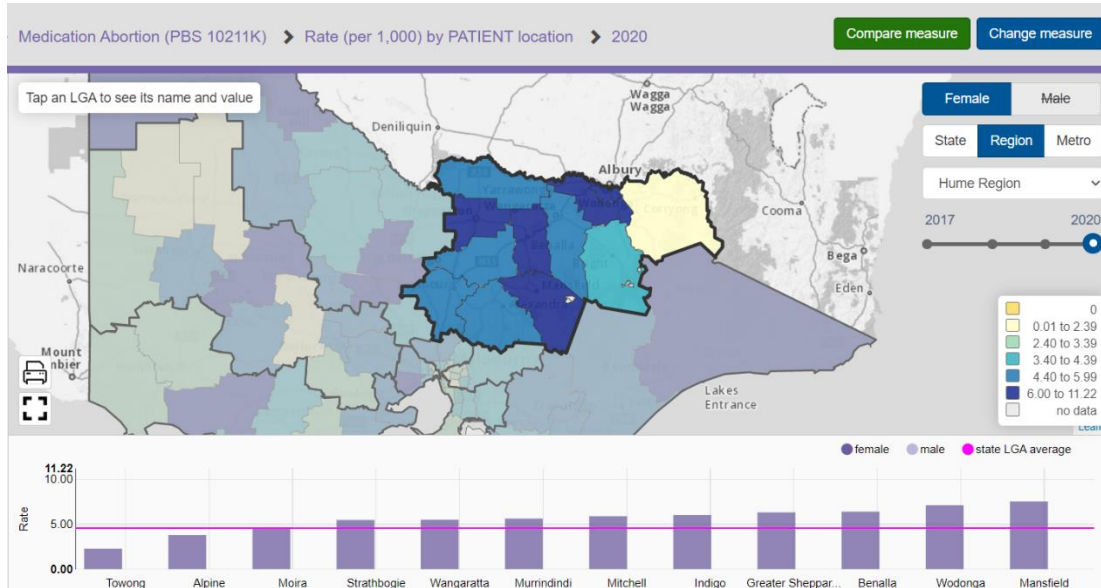 Medication Abortion (PBS 10211K) > Rate (per 1,000) by PATIENT location > 2020
Compare measure
Change measure
Tap an LGA to see its name and value
Female
Male
State
Region
Metro
Hume Region
2017
2020
Wagga
Wagga
Deniliquin
Albury
Corryong
Cooma
Bega
Eden
Naracoorte
Mount
Lakes
Entrance
0
0.01 to 2.39
2.40 to 3.39
3.40 to 4.39
4.40 to 5.99
6.00 to 11.22
no data
female
male
state LGA average
11.22
10.00
5.00
0.00
Rate
Towong
Alpine
Moira
Strathbogie
Wangaratta
Murrindindi
Mitchell
Indigo
Greater Sheppar...
Benalla
Wodonga
Mansfield